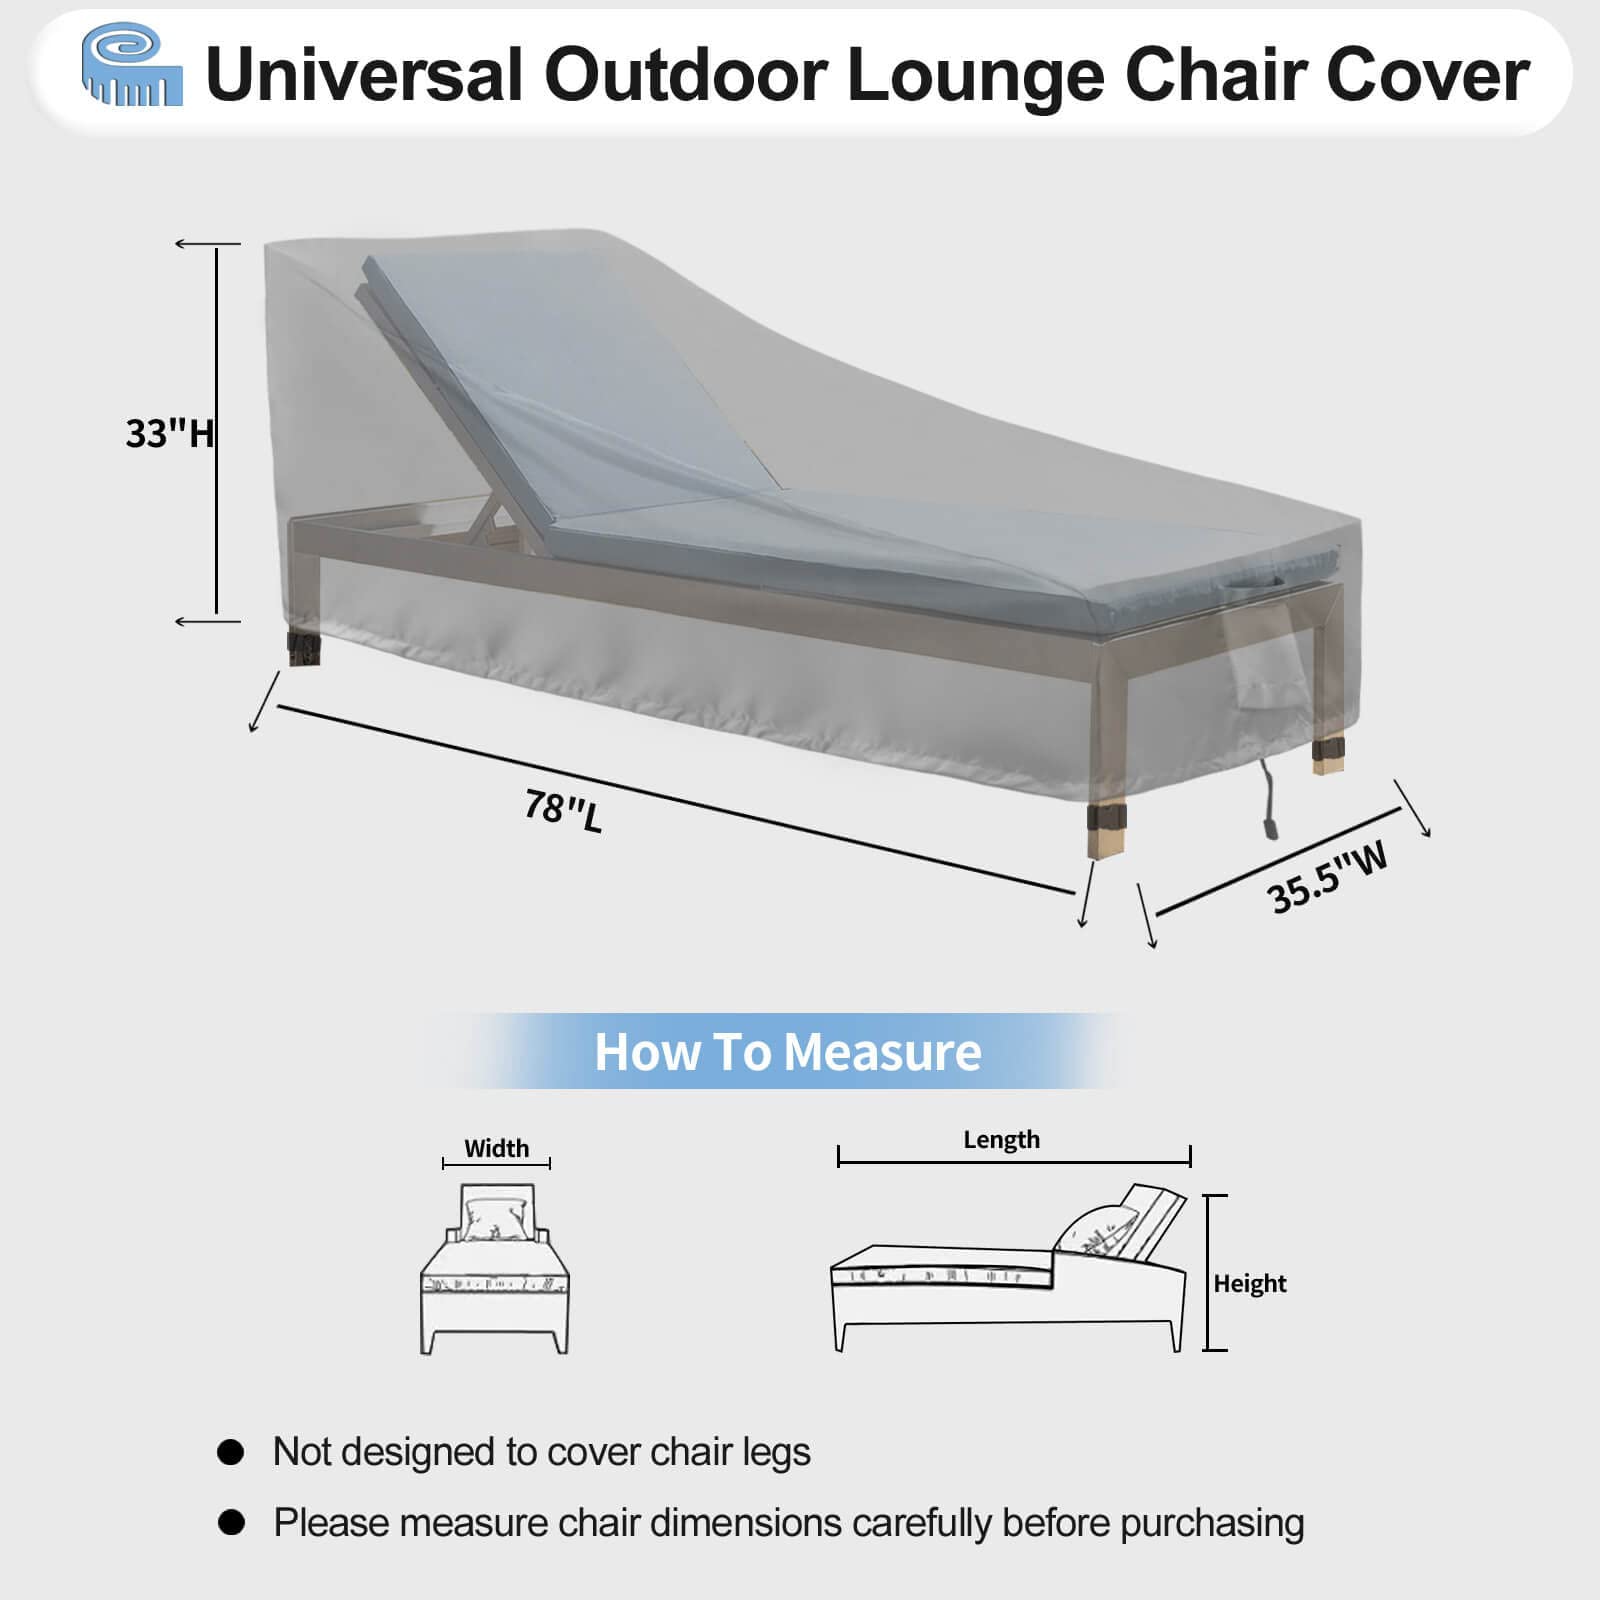 Universal Outdoor Lounge Chair Cover
33"H
78"L
35.5"W
How To Measure
Width
Length
Height
Not designed to cover chair legs
Please measure chair dimensions carefully before purchasing